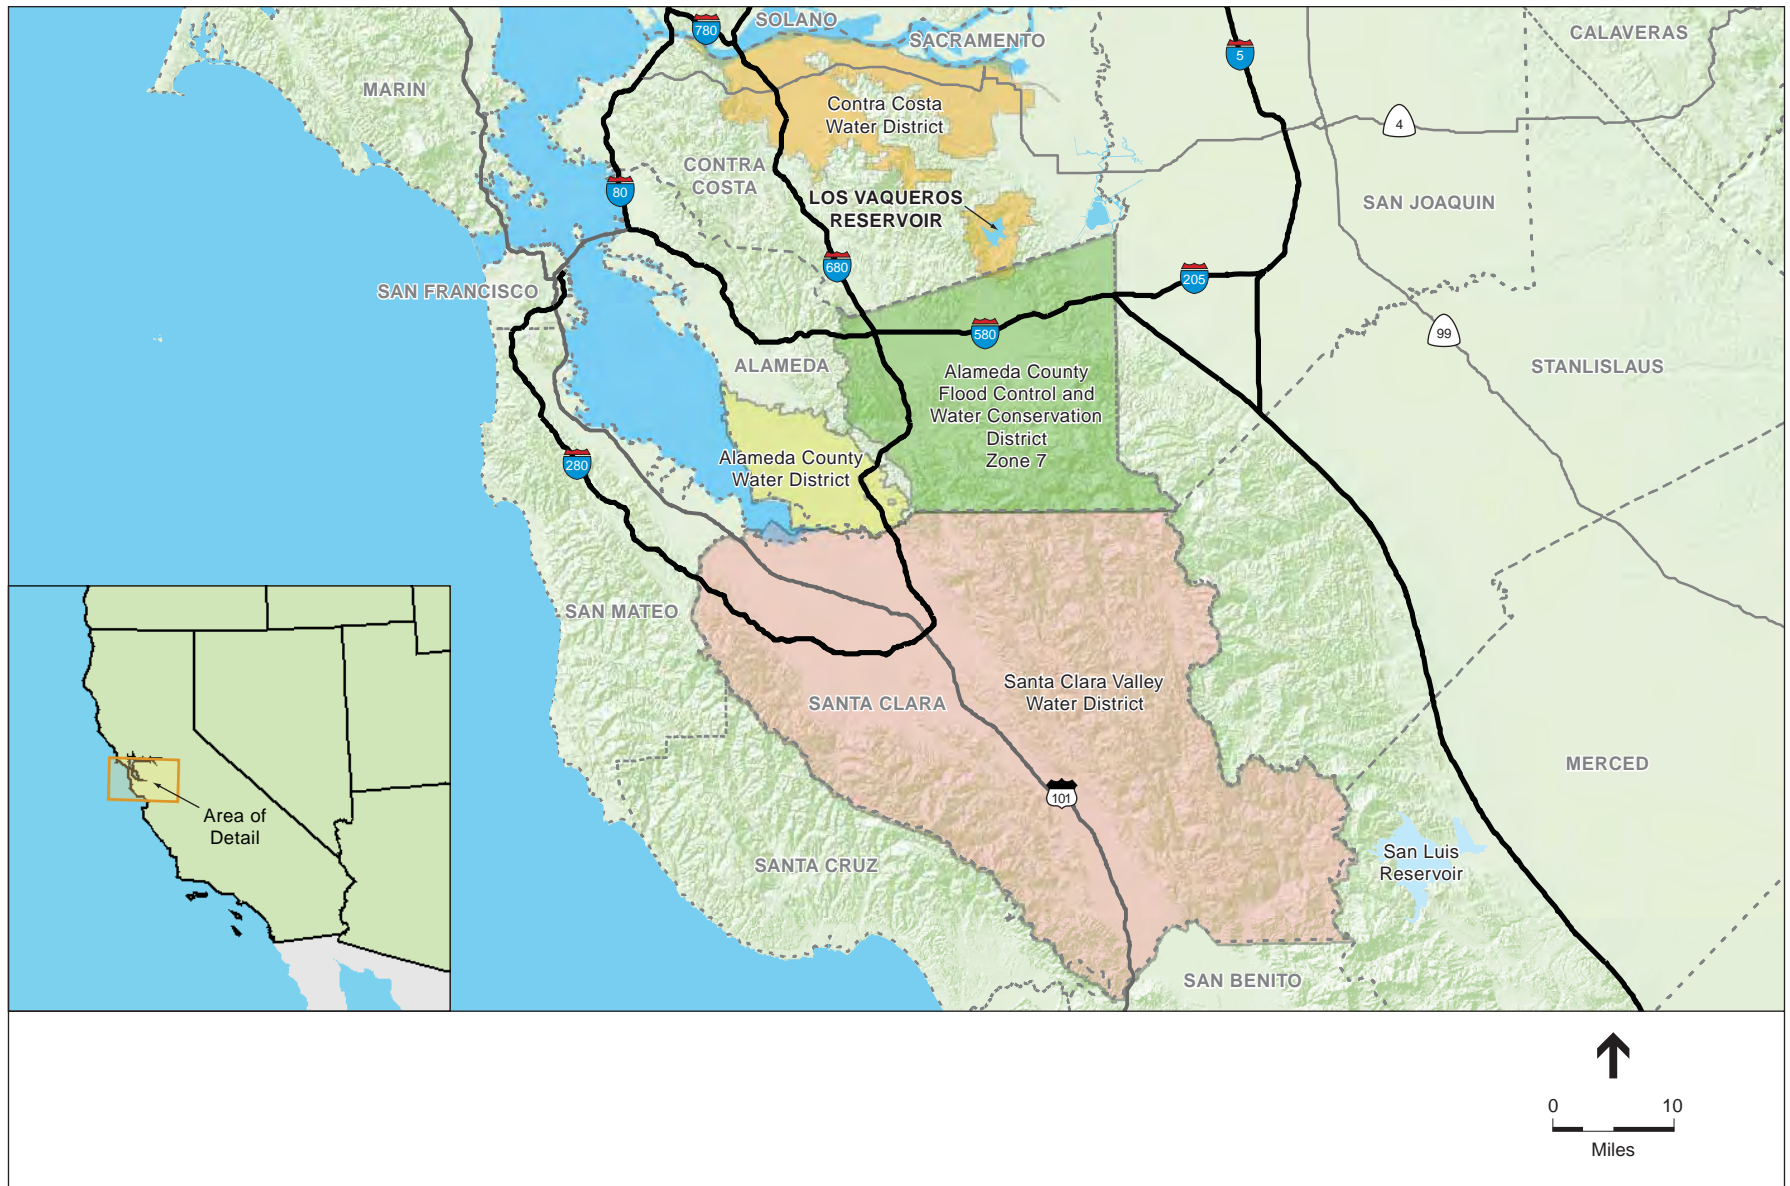 SOLANO
780
SACRAMENTO
CALAVERAS
5
MARIN
Contra Costa
Water District
4
CONTRA
COSTA
80
LOS VAQUEROS
RESERVOIR
SAN JOAQUIN
680
205
SAN FRANCISCO
580
99
ALAMEDA
STANLISLAUS
Alameda County
Flood Control and
Water Conservation
District
Zone 7
Alameda County
Water District
280
SAN MATEO
Santa Clara Valley
Water District
SANTA CLARA
MERCED
101
Area of
Detail
San Luis
Reservoir
SANTA CRUZ
SAN BENITO
0 10
Miles